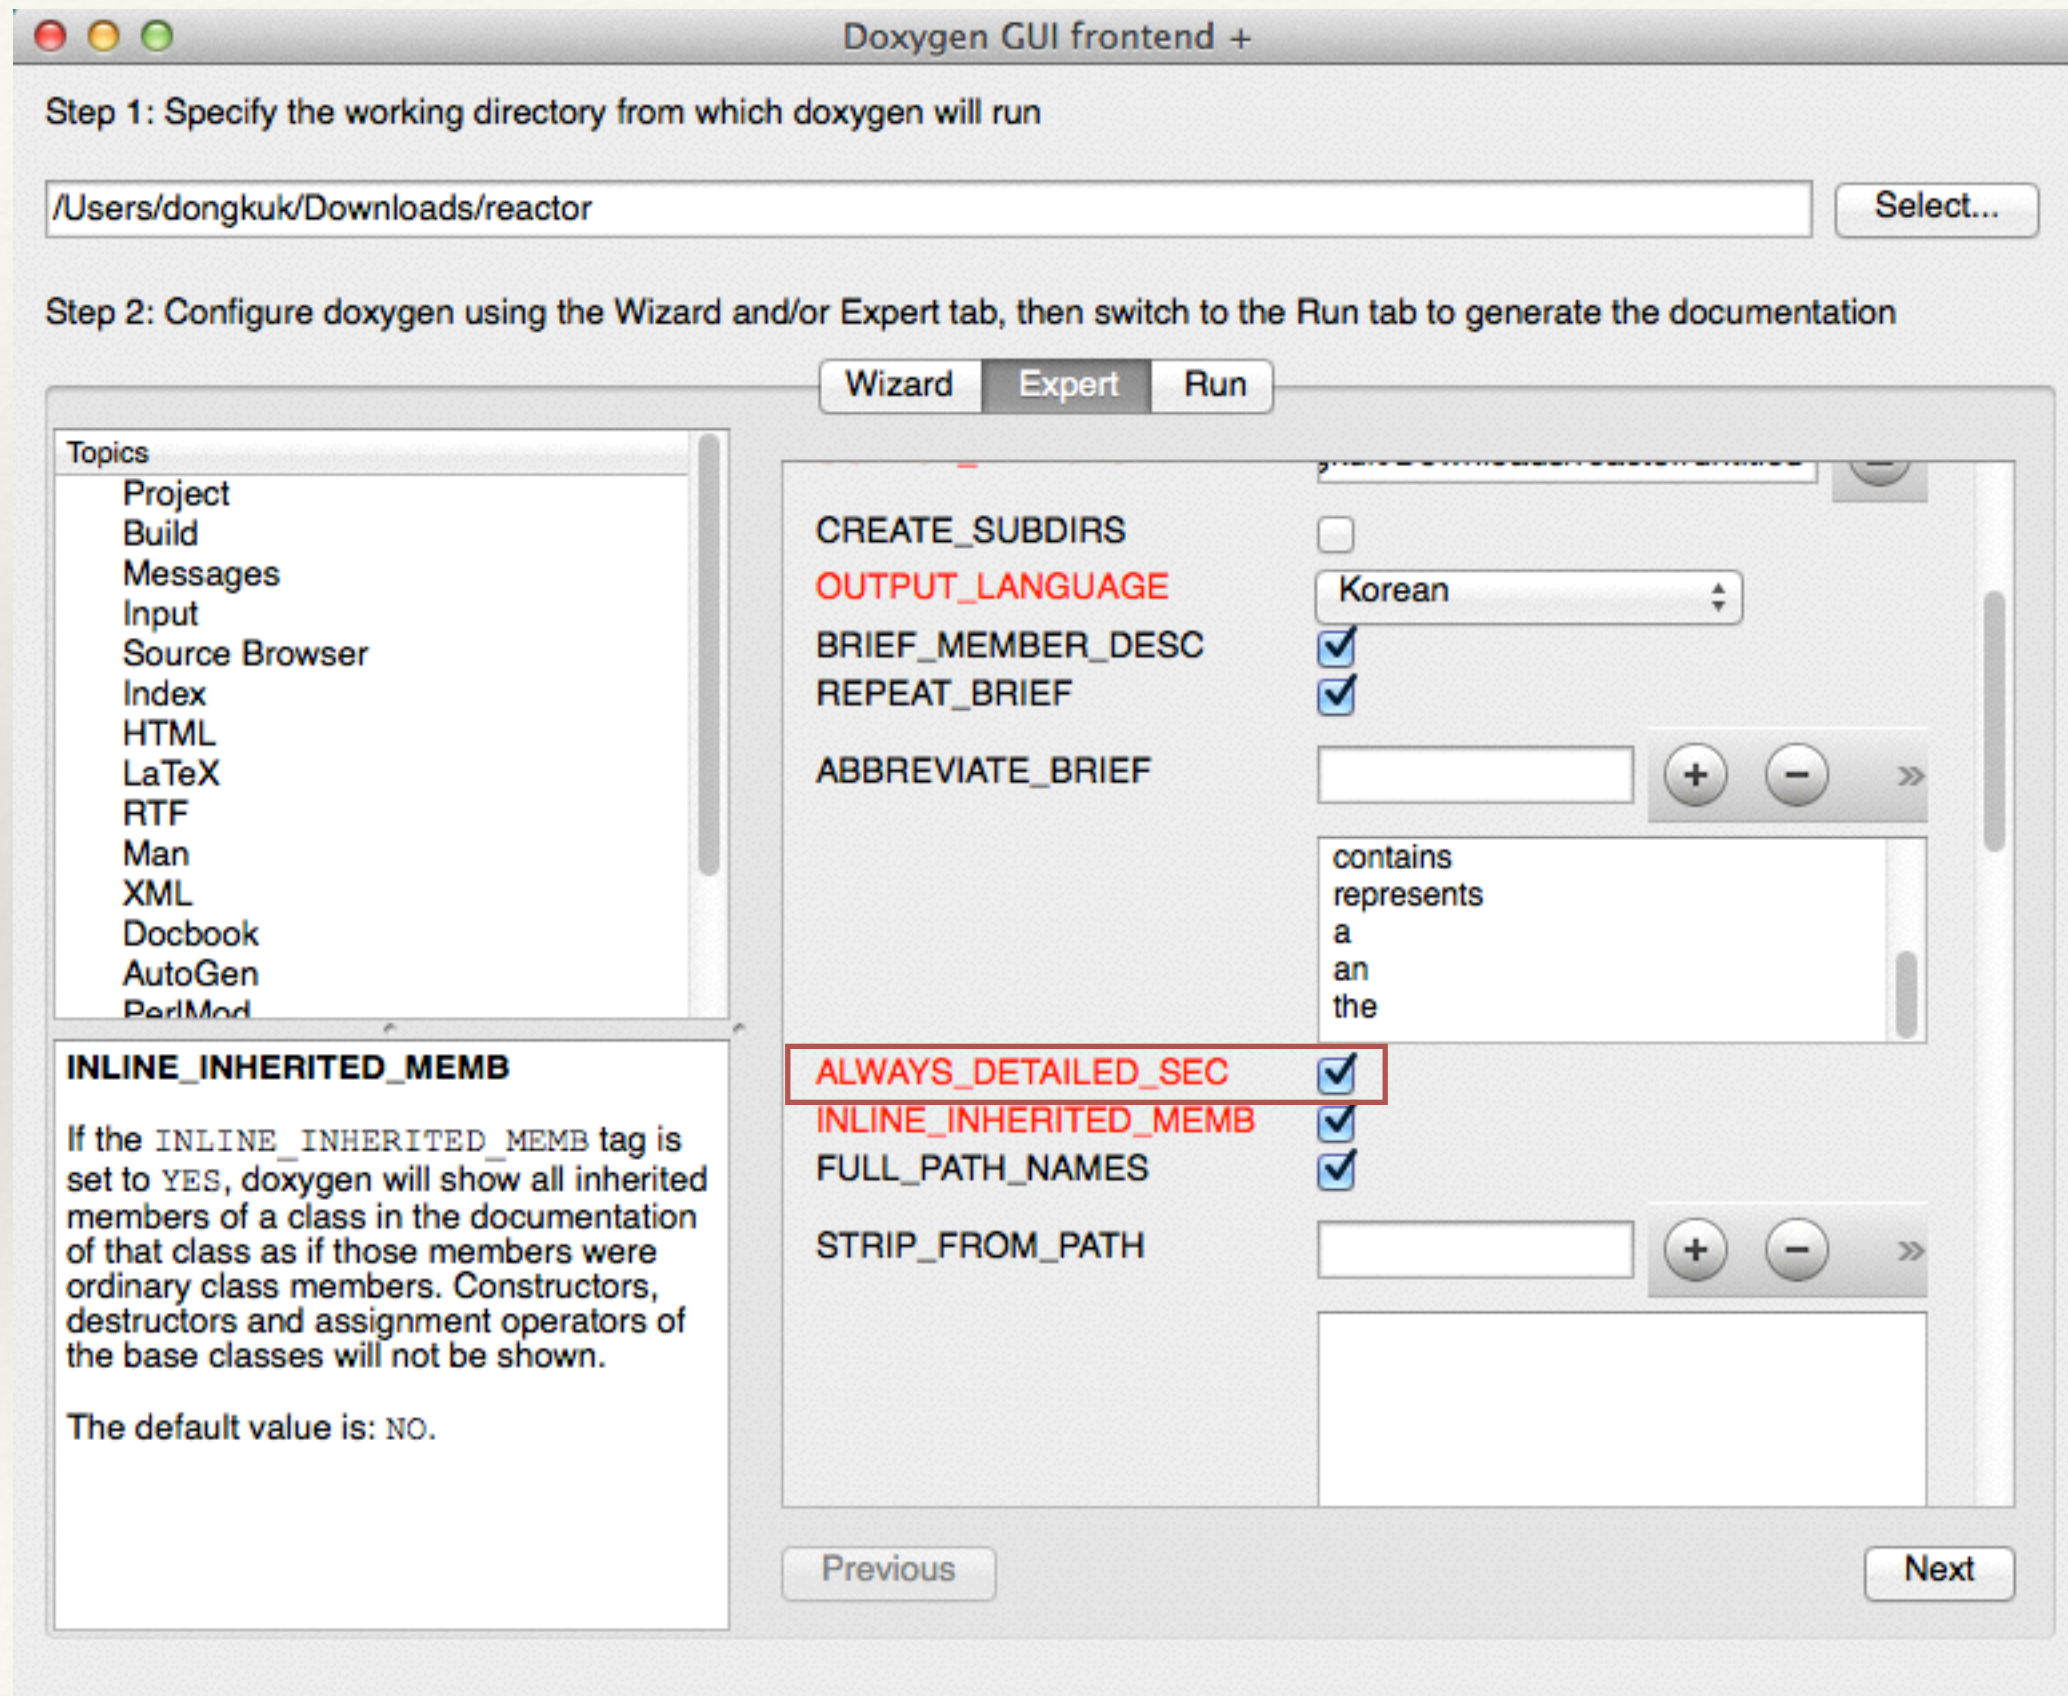 Doxygen GUI frontend +
Step 1: Specify the working directory from which doxygen will run
/Users/dongkuk/Downloads/reactor
Select...
Step 2: Configure doxygen using the Wizard and/or Expert tab, then switch to the Run tab to generate the documentation
Wizard
Expert
Run
Topics
Project
Build
Messages
Input
Source Browser
Index
HTML
LaTeX
RTF
Man
XML
Docbook
AutoGen
PerlMod
INLINE_INHERITED_MEMB
If the INLINE_INHERITED_MEMB tag is
set to YES, doxygen will show all inherited
members of a class in the documentation
of that class as if those members were
ordinary class members. Constructors,
destructors and assignment operators of
the base classes will not be shown.
The default value is: NO.
CREATE_SUBDIRS
OUTPUT_LANGUAGE
Korean
BRIEF_MEMBER_DESC
REPEAT_BRIEF
ABBREVIATE_BRIEF
contains
represents
a
an
the
ALWAYS_DETAILED_SEC
INLINE_INHERITED_MEMB
FULL_PATH_NAMES
STRIP_FROM_PATH
Previous
Next